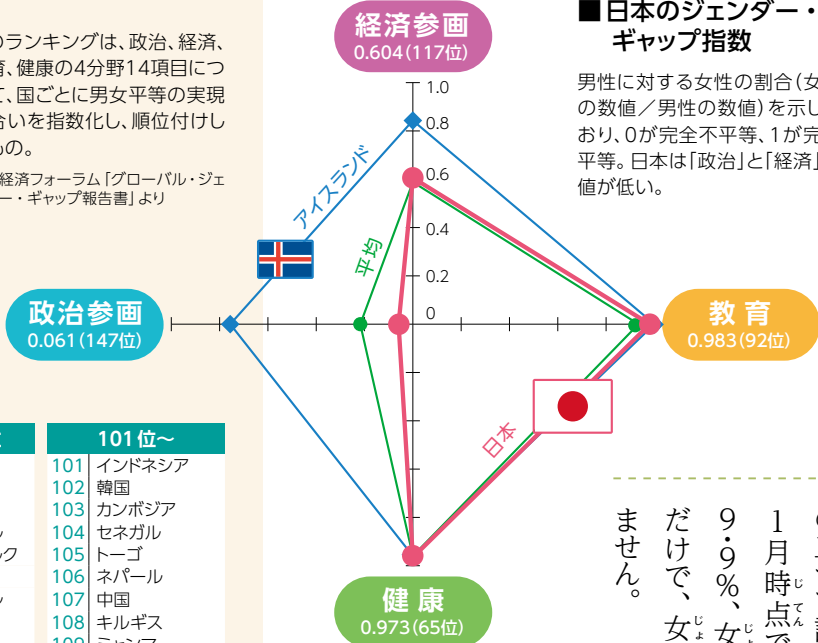 のランキングは、政治、経済、
育、健康の4分野14項目につ
て、国ごとに男女平等の実現
合いを指数化し、順位付けし
もの。
経済フォーラム「グローバル・ジェ
ー・ギャップ報告書」より
■日本のジェンダー・
ギャップ指数
男性に対する女性の割合(女
の数値／男性の数値)を示し
おり、0が完全不平等、1が完
平等。日本は「政治」と「経済」
値が低い。
経済参画
0.604(117位)
1.0
0.8
0.6
0.4
0.2
0
アイスランド
平均
日本
政治参画
0.061(147位)
教育
0.983(92位)
健康
0.973(65位)
101位～
101 インドネシア
102 韓国
103 カンボジア
104 セネガル
105 トーゴ
106 ネパール
107 中国
108 キルギス
1月時点で
9・9％、女
だけで、女
ません。